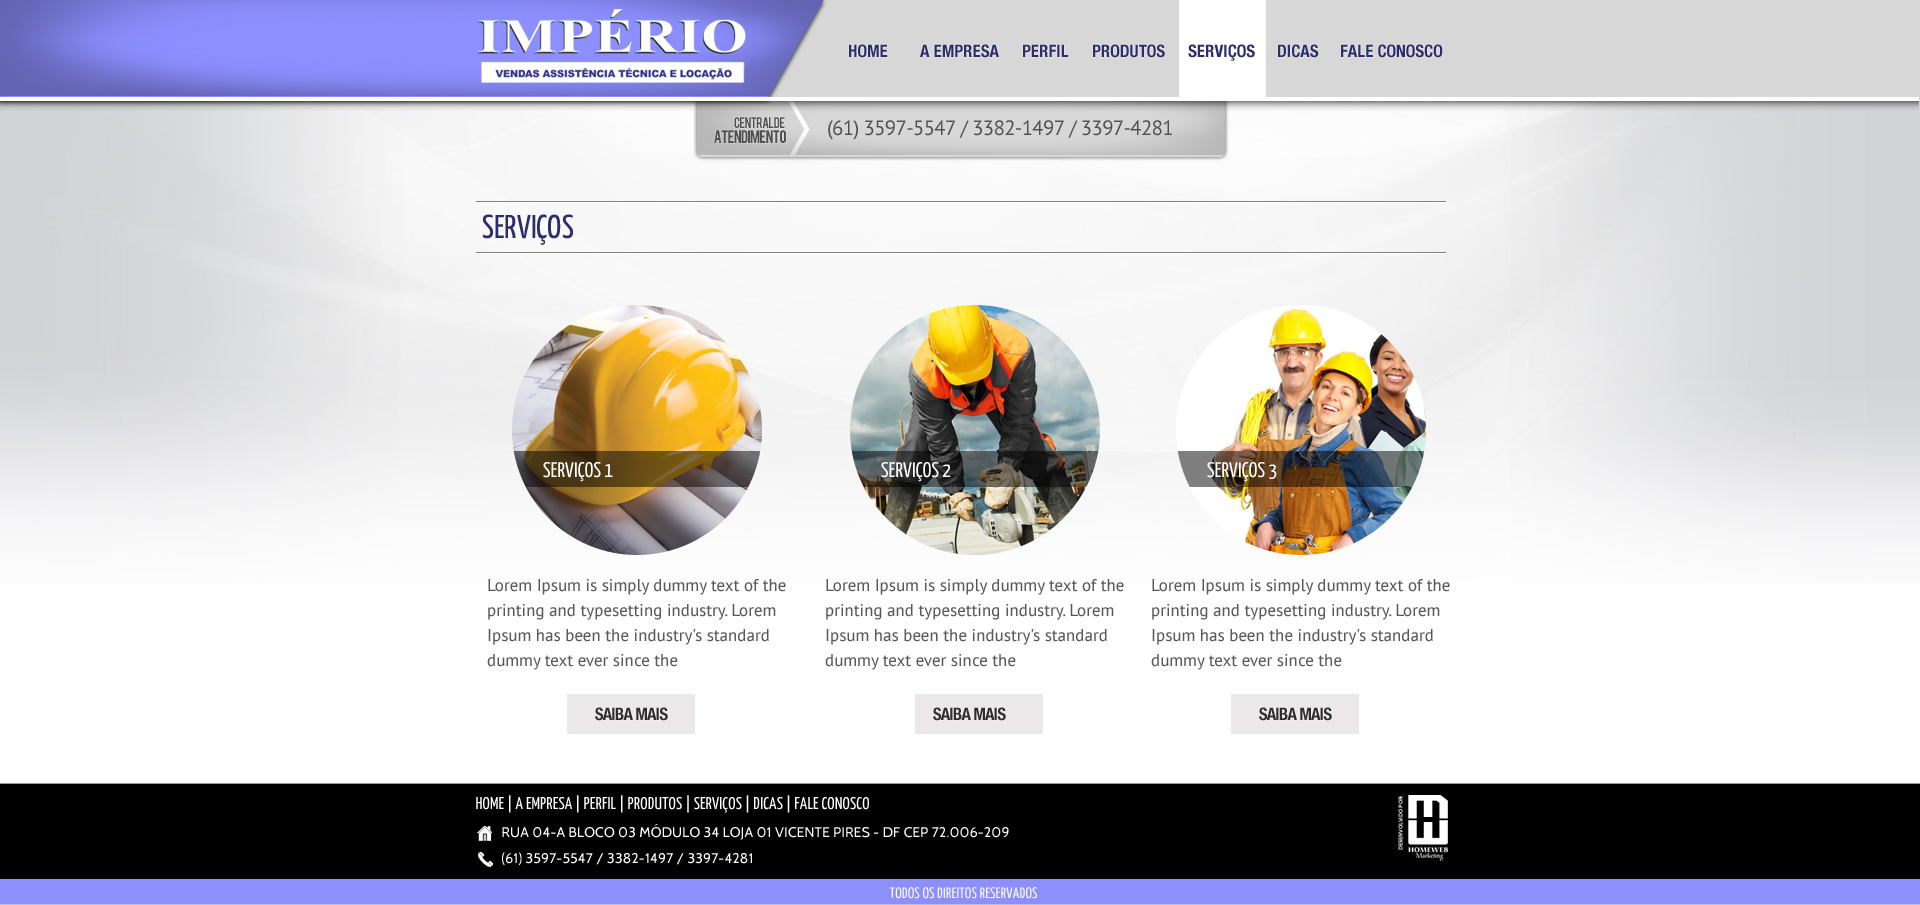 IMPÉRIO
VENDAS ASSISTÊNCIA TÉCNICA E LOCAÇÃO
HOME A EMPRESA PERFIL PRODUTOS SERVIÇOS DICAS FALE CONOSCO
CENTRAL DE
ATENDIMENTO
(61) 3597-5547 / 3382-1497 / 3397-4281
SERVIÇOS
SERVIÇOS 1
Lorem Ipsum is simply dummy text of the
printing and typesetting industry. Lorem
Ipsum has been the industry's standard
dummy text ever since the
SAIBA MAIS
SERVIÇOS 2
Lorem Ipsum is simply dummy text of the
printing and typesetting industry. Lorem
Ipsum has been the industry's standard
dummy text ever since the
SAIBA MAIS
SERVIÇOS 3
Lorem Ipsum is simply dummy text of the
printing and typesetting industry. Lorem
Ipsum has been the industry's standard
dummy text ever since the
SAIBA MAIS
HOME | A EMPRESA | PERFIL | PRODUTOS | SERVIÇOS | DICAS | FALE CONOSCO
RUA 04-A BLOCO 03 MÓDULO 34 LOJA 01 VICENTE PIRES - DF CEP 72.006-209
(61) 3597-5547 / 3382-1497 / 3397-4281
DESENVOLVIDO POR
H
HOMEWEB
Marketing
TODOS OS DIREITOS RESERVADOS